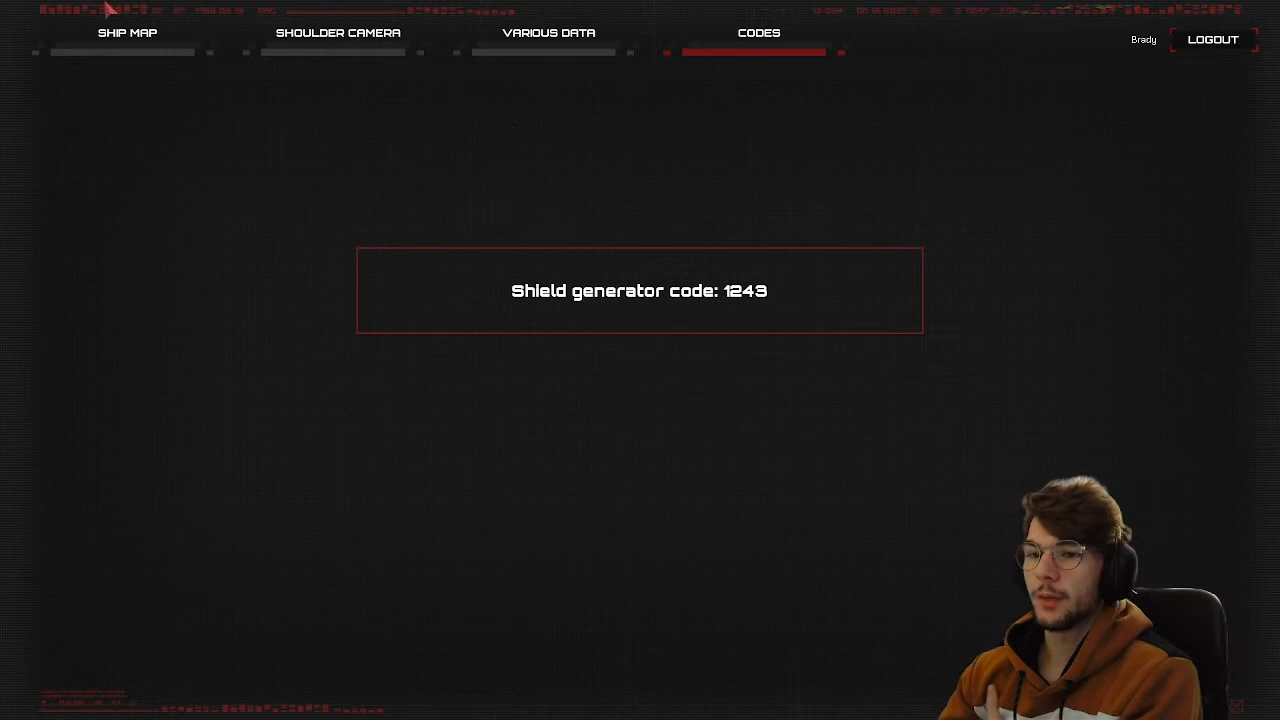 SHIP MAP
SHOULDER CAMERA
VARIOUS DATA
CODES
Brady
LOGOUT
Shield generator code: 1243